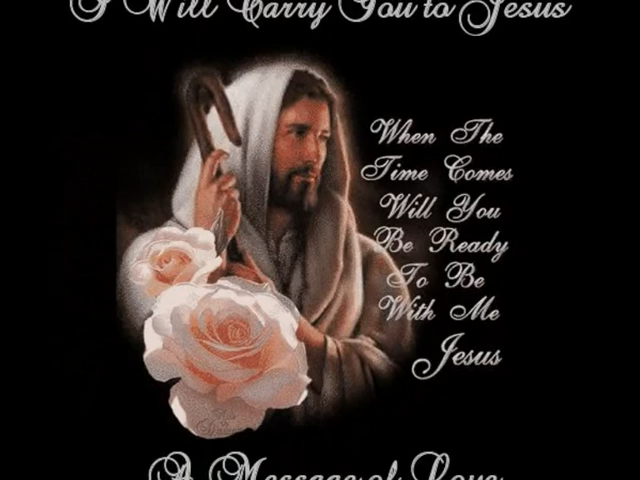 I Will Carry You to Jesus
When The
Time Comes
Will You
Be Ready
To Be
With Me
Jesus
A Message of Love